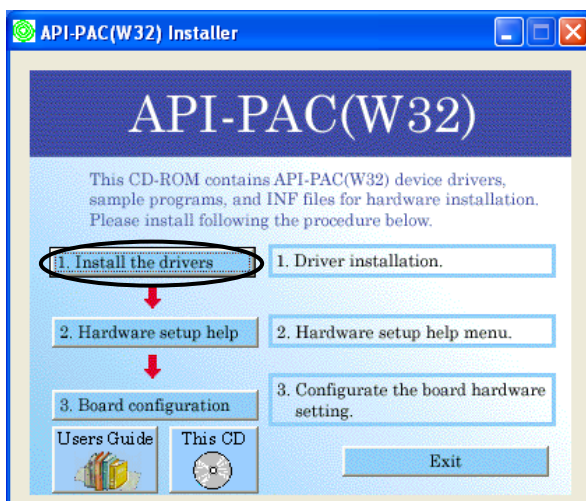 API-PAC(W32) Installer
API-PAC(W32)
This CD-ROM contains API-PAC(W32) device drivers,
sample programs, and INF files for hardware installation.
Please install following the procedure below.
1. Install the drivers
1. Driver installation.
2. Hardware setup help
2. Hardware setup help menu.
3. Board configuration
3. Configurate the board hardware
setting.
Users Guide
This CD
Exit